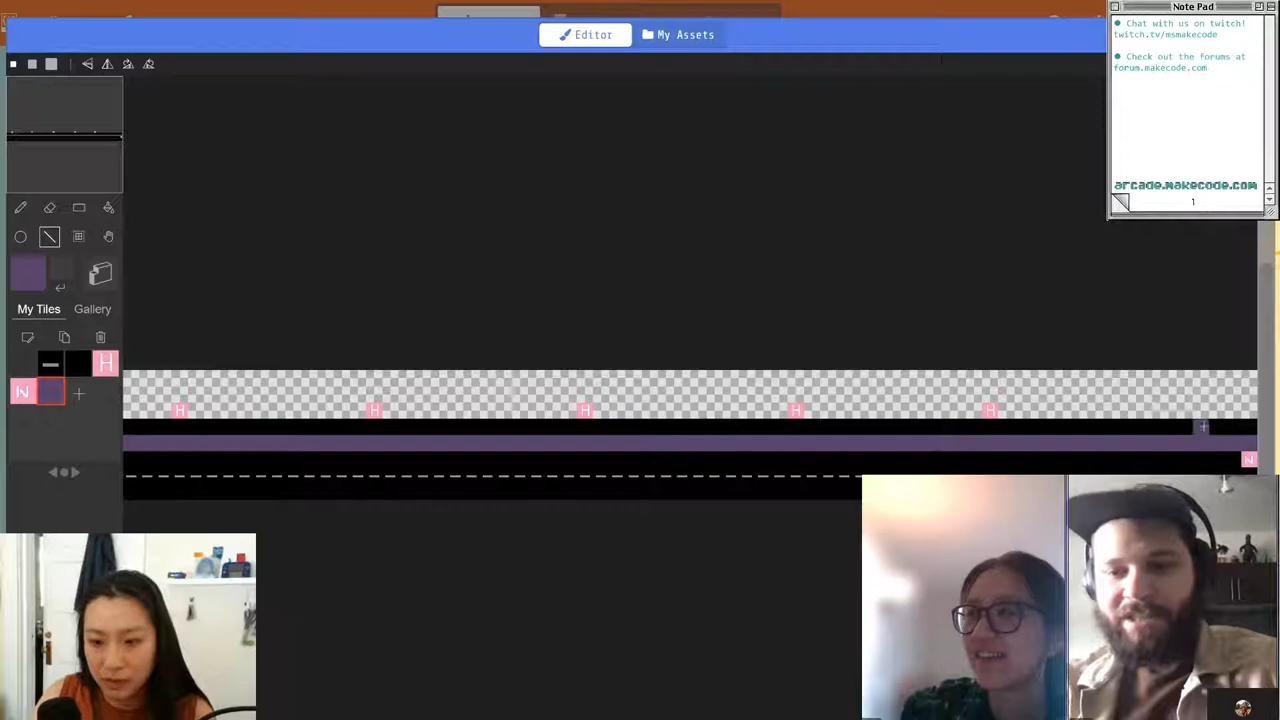 Editor
My Assets
Note Pad
● Chat with us on twitch!
twitch.tv/msmakecode
● Check out the forums at
forum.makecode.com
arcade.makecode.com
1
My Tiles
Gallery
H
N
H
H
H
H
H
N